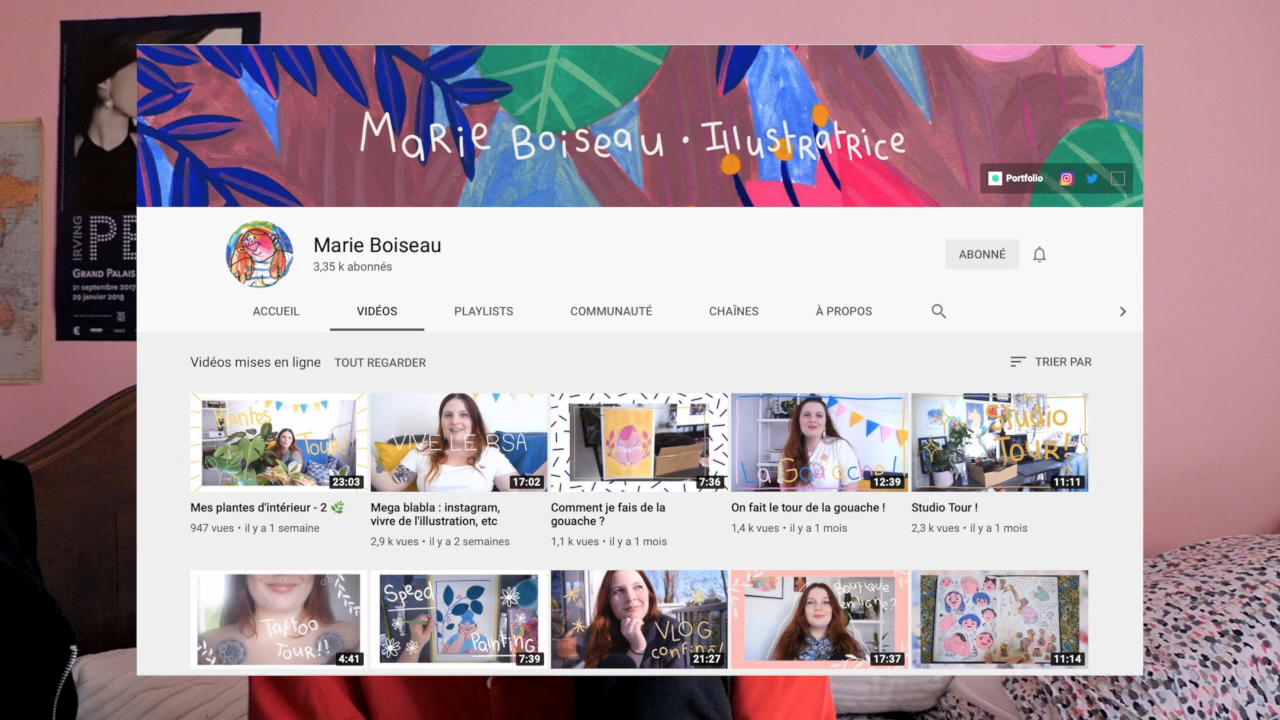 IRVING
PE
GRAND PALAIS
21 septembre 2017
29 janvier 2018
MaRie Boiseau · IllustRatRice
Portfolio
Marie Boiseau
3,35 k abonnés
ABONNÉ
ACCUEIL
VIDÉOS
PLAYLISTS
COMMUNAUTÉ
CHAÎNES
À PROPOS
Vidéos mises en ligne
TOUT REGARDER
TRIER PAR
Plantes
Tour
23:03
VIVE LE RSA
17:02
7:36
La Gouache!
12:39
Studio
TOUR!
11:11
Mes plantes d'intérieur - 2
947 vues • il y a 1 semaine
Mega blabla : instagram,
vivre de l'illustration, etc
2,9 k vues • il y a 2 semaines
Comment je fais de la
gouache ?
1,1 k vues • il y a 1 mois
On fait le tour de la gouache !
1,4 k vues • il y a 1 mois
Studio Tour !
2,3 k vues • il y a 1 mois
TaTToo
TOUR!!
4:41
Speed
Painting
7:39
VLOG
confiné!
21:27
Boutique
en ligne?
17:37
11:14